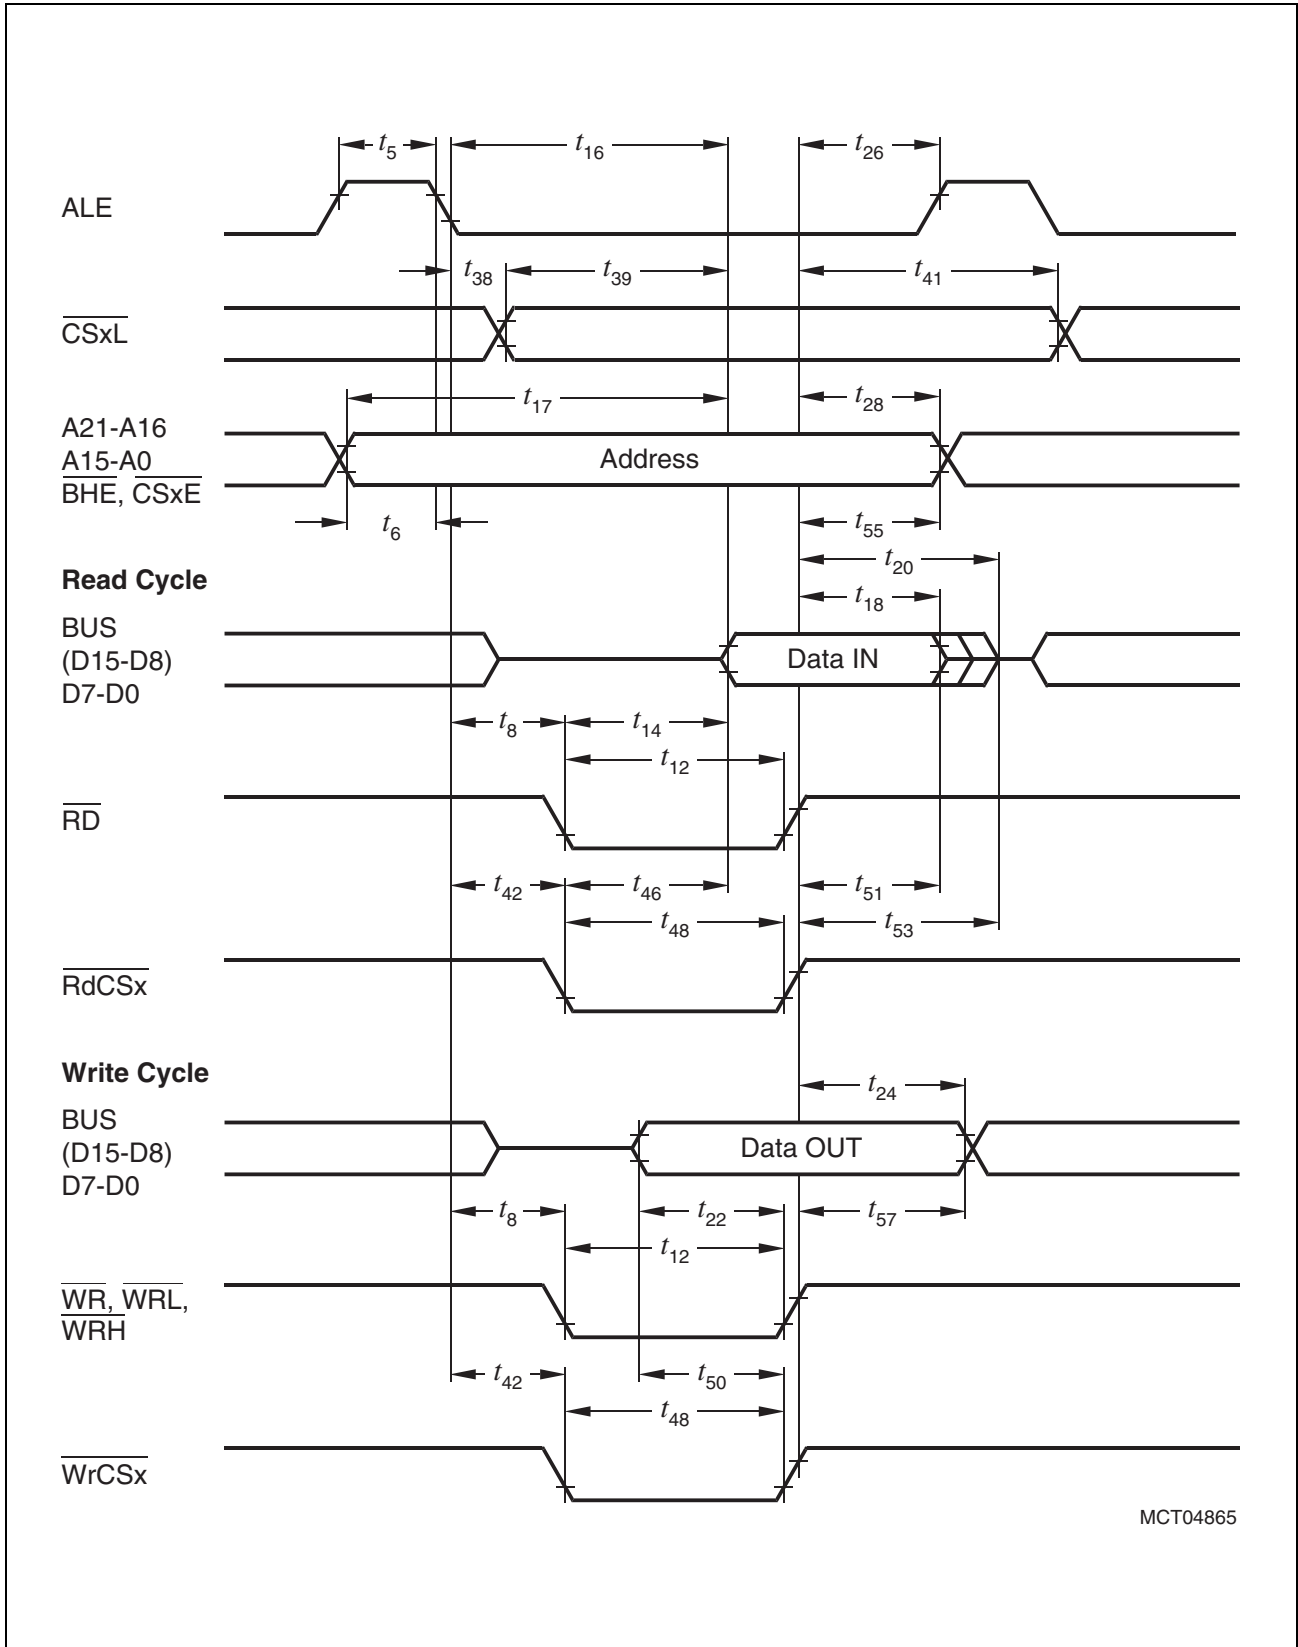 t5 t16 t26
ALE
t38 t39 t41
CSxL
t17 t28
A21-A16
A15-A0
BHE, CSxE
Address
t6 t55
t20
Read Cycle
t18
BUS
(D15-D8)
D7-D0
Data IN
t8 t14
t12
RD
t42 t46 t51
t48 t53
RdCSx
Write Cycle
t24
BUS
(D15-D8)
D7-D0
Data OUT
t8 t22 t57
t12
WR, WRL,
WRH
t42 t50
t48
WrCSx
MCT04865